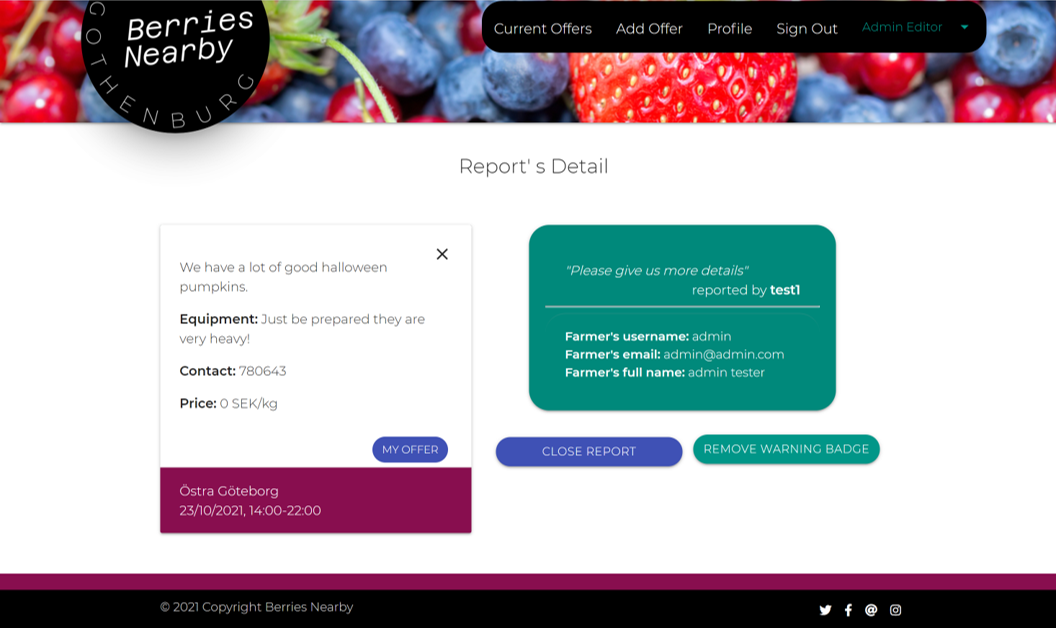 Berries
Nearby
GOTHENBURG
Current Offers
Add Offer
Profile
Sign Out
Admin Editor
Report' s Detail
We have a lot of good halloween
pumpkins.
Equipment: Just be prepared they are
very heavy!
Contact: 780643
Price: 0 SEK/kg
MY OFFER
Östra Göteborg
23/10/2021, 14:00-22:00
"Please give us more details"
reported by test1
Farmer's username: admin
Farmer's email: admin@admin.com
Farmer's full name: admin tester
CLOSE REPORT
REMOVE WARNING BADGE
© 2021 Copyright Berries Nearby